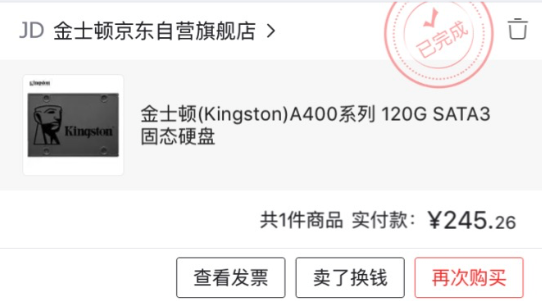 JD 金士顿京东自营旗舰店 >
已完成
Kingston
Kingston
金士顿(Kingston)A400系列 120G SATA3
固态硬盘
共1件商品 实付款：¥245.26
查看发票 卖了换钱 再次购买